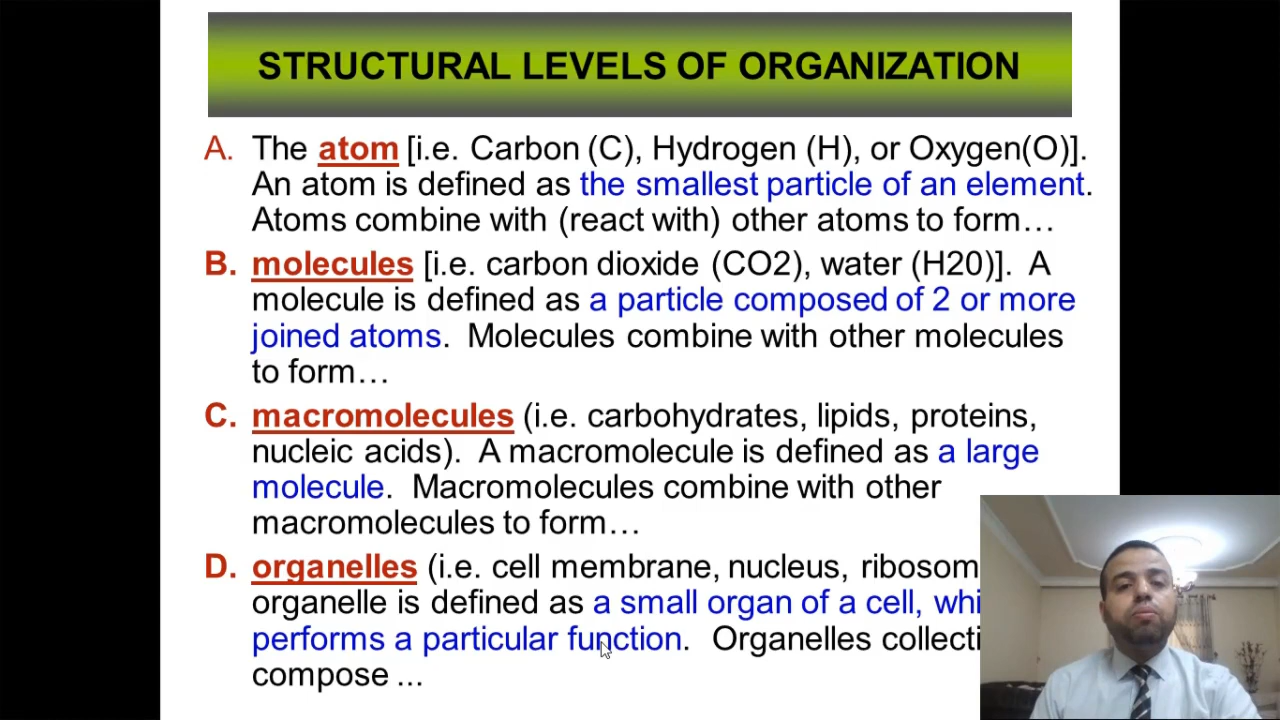 STRUCTURAL LEVELS OF ORGANIZATION
A. The atom [i.e. Carbon (C), Hydrogen (H), or Oxygen(O)].
An atom is defined as the smallest particle of an element.
Atoms combine with (react with) other atoms to form…
B. molecules [i.e. carbon dioxide (CO2), water (H20)]. A
molecule is defined as a particle composed of 2 or more
joined atoms. Molecules combine with other molecules
to form…
C. macromolecules (i.e. carbohydrates, lipids, proteins,
nucleic acids). A macromolecule is defined as a large
molecule. Macromolecules combine with other
macromolecules to form…
D. organelles (i.e. cell membrane, nucleus, ribosom
organelle is defined as a small organ of a cell, whi
performs a particular function. Organelles collecti
compose ...